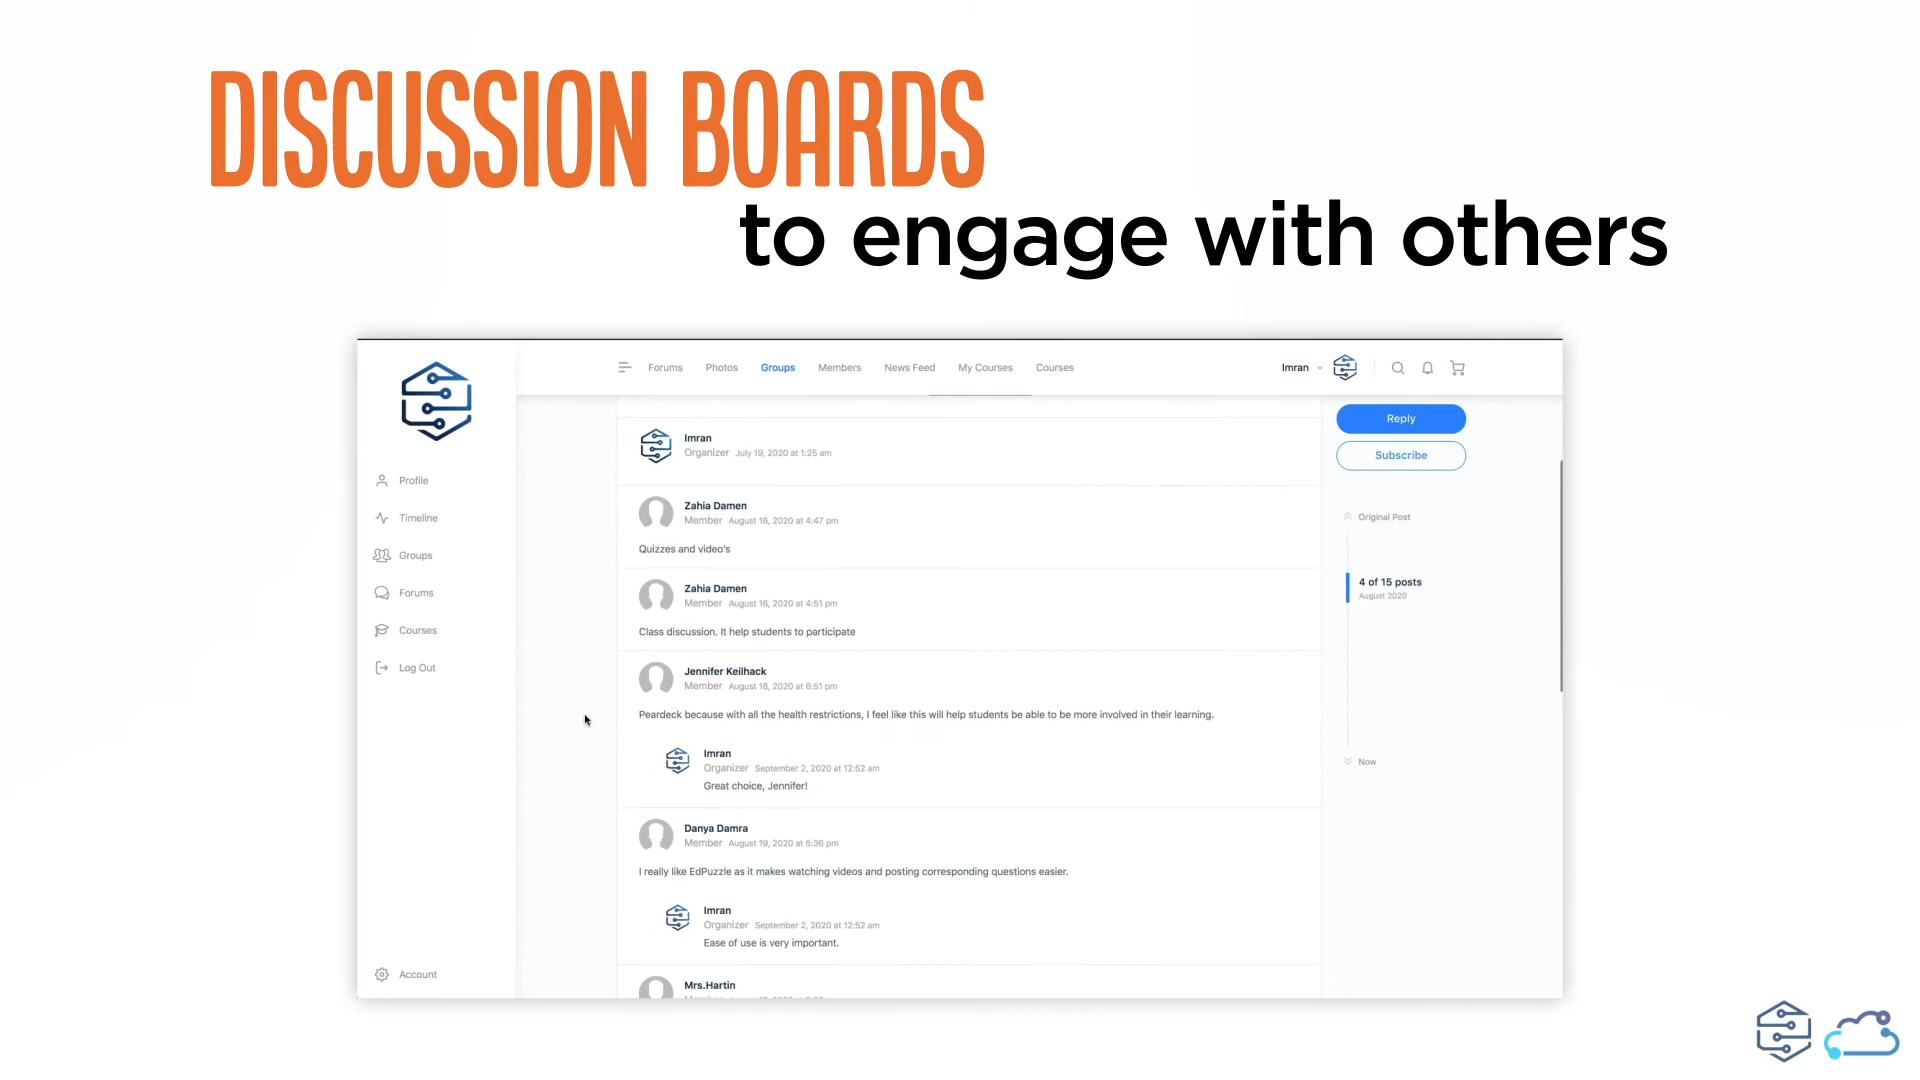 DISCUSSION BOARDS
to engage with others
Forums Photos Groups Members News Feed My Courses Courses Imran
Profile
Timeline
Groups
Forums
Courses
Log Out
Account
Imran
Organizer July 19, 2020 at 1:25 am
Zahia Damen
Member August 16, 2020 at 4:47 pm
Quizzes and video's
Zahia Damen
Member August 16, 2020 at 4:51 pm
Class discussion. It help students to participate
Jennifer Keilhack
Member August 18, 2020 at 6:51 pm
Peardeck because with all the health restrictions, I feel like this will help students be able to be more involved in their learning.
Imran
Organizer September 2, 2020 at 12:52 am
Great choice, Jennifer!
Danya Damra
Member August 19, 2020 at 5:36 pm
I really like EdPuzzle as it makes watching videos and posting corresponding questions easier.
Imran
Organizer September 2, 2020 at 12:52 am
Ease of use is very important.
Mrs.Hartin
Reply
Subscribe
Original Post
4 of 15 posts
August 2020
Now